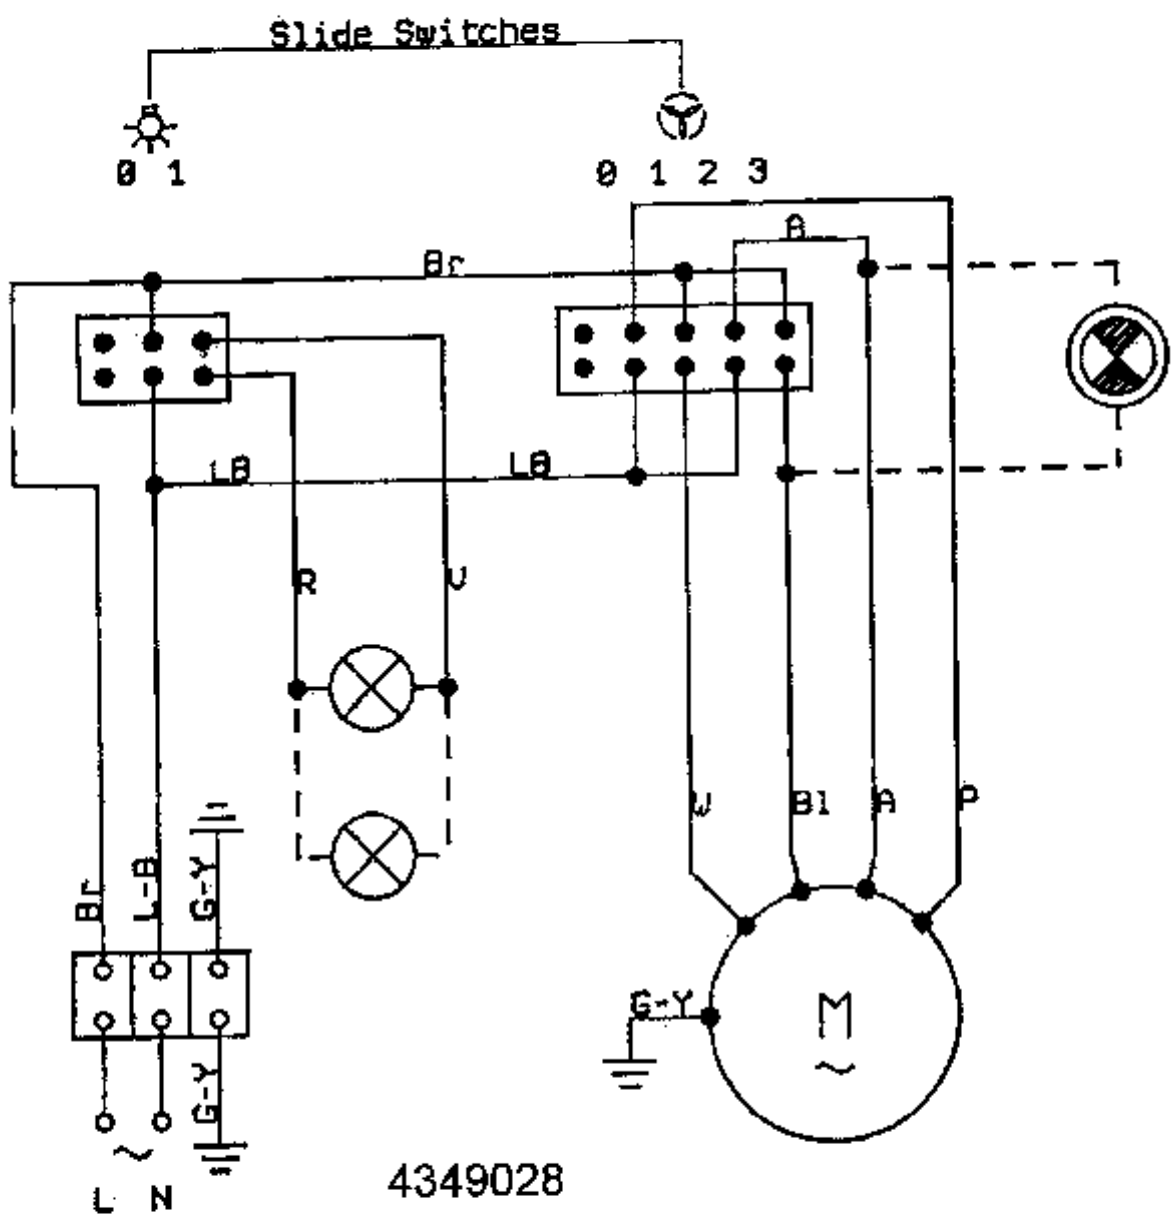 Slide Switches
0 1
0 1 2 3
A
Br
LB
LB
R
V
W
Bl
A
P
Br
L-B
G-Y
G-Y
M
~
G-Y
~
L N
4349028